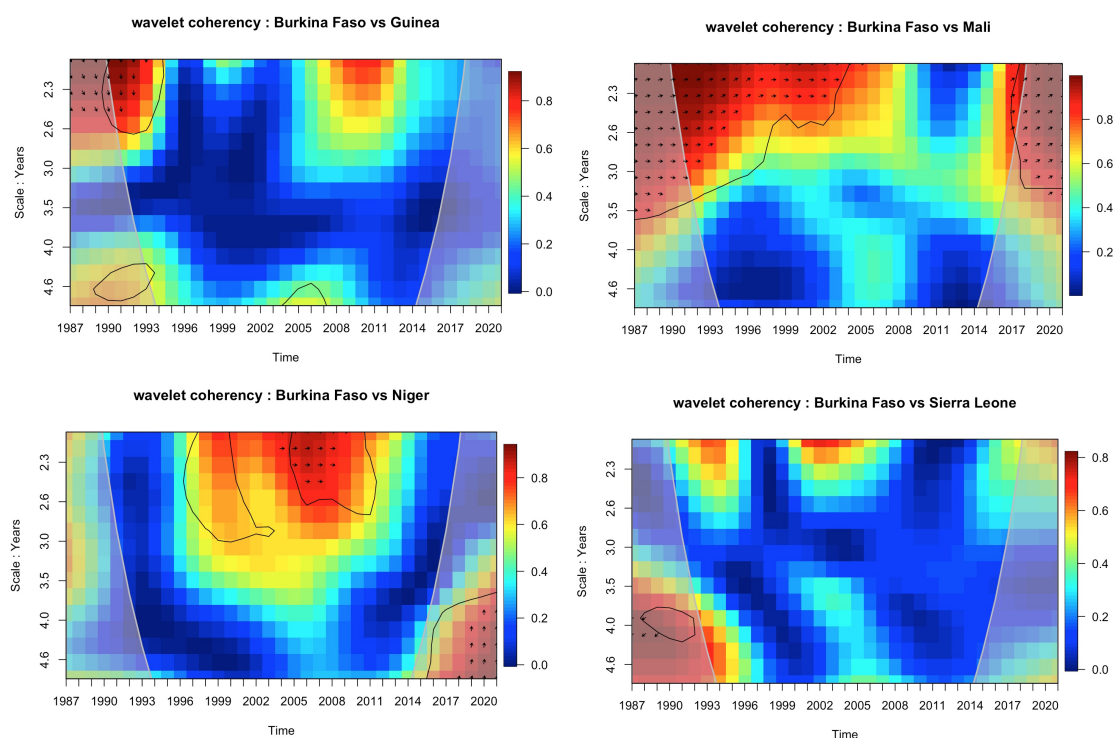 wavelet coherency : Burkina Faso vs Guinea
Scale : Years
2.3
2.6
3.0
3.5
4.0
4.6
0.8
0.6
0.4
0.2
0.0
1987 1990 1993 1996 1999 2002 2005 2008 2011 2014 2017 2020
Time
wavelet coherency : Burkina Faso vs Mali
Scale : Years
2.3
2.6
3.0
3.5
4.0
4.6
0.8
0.6
0.4
0.2
1987 1990 1993 1996 1999 2002 2005 2009 2012 2014 2017 2020
Time
wavelet coherency : Burkina Faso vs Niger
Scale : Years
2.3
2.6
3.0
3.5
4.0
4.6
0.8
0.6
0.4
0.2
0.0
1987 1990 1993 1996 1999 2002 2005 2008 2011 2014 2017 2020
Time
wavelet coherency : Burkina Faso vs Sierra Leone
Scale : Years
2.3
2.6
3.0
3.5
4.0
4.6
0.8
0.6
0.4
0.2
0.0
1987 1990 1993 1996 1999 2002 2005 2009 2012 2014 2017 2020
Time